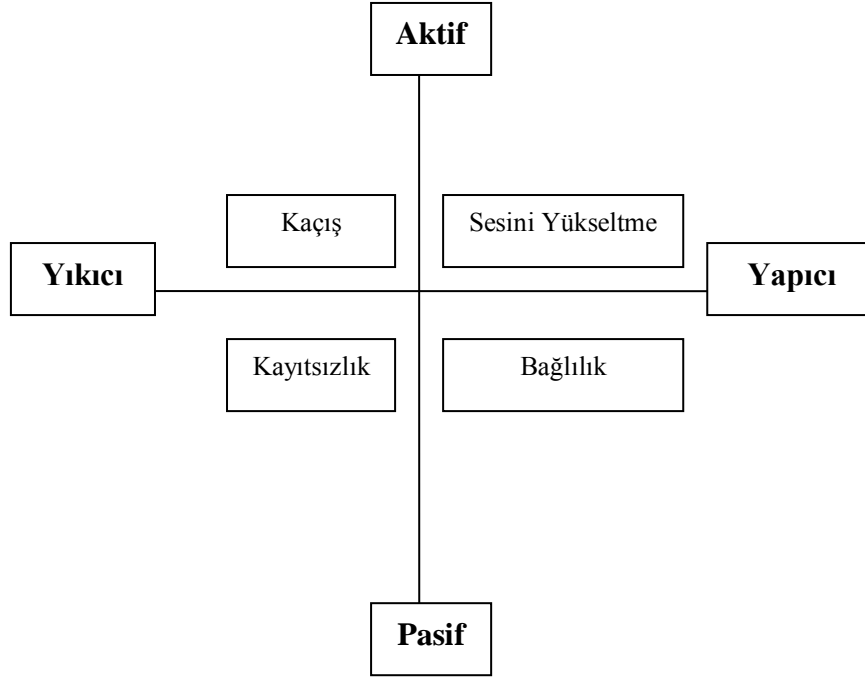 Aktif
Kaçış
Sesini Yükseltme
Yıkıcı
Yapıcı
Kayıtsızlık
Bağlılık
Pasif